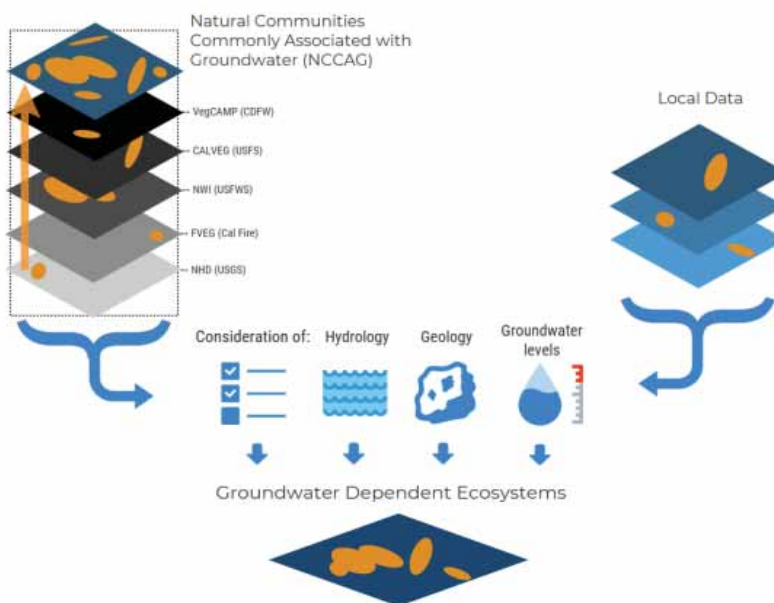 Natural Communities
Commonly Associated with
Groundwater (NCCAG)
VegCAMP (CDFW)
CALVEG (USFS)
NWI (USFWS)
FVEG (Cal Fire)
NHD (USGS)
Local Data
Consideration of:
Hydrology
Geology
Groundwater
levels
Groundwater Dependent Ecosystems